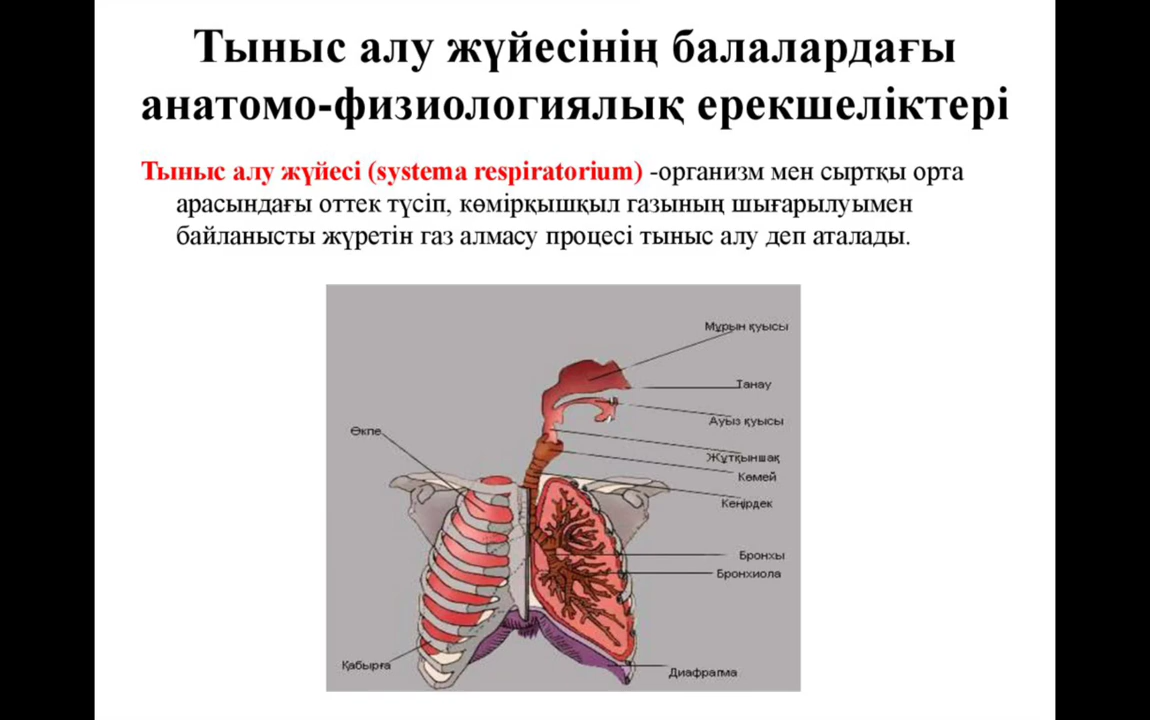 Тыныс алу жүйесінің балалардағы
анатомо-физиологиялық ерекшеліктері
Тыныс алу жүйесі (systema respiratorium) -организм мен сыртқы орта
арасындағы оттек түсіп, көмірқышқыл газының шығарылуымен
байланысты жүретін газ алмасу процесі тыныс алу деп аталады.
Мұрын қуысы
Танау
Ауыз қуысы
Өкпе
Жұтқыншақ
Көмей
Кеңірдек
Бронхы
Бронхиола
Қабырға
Диафрагма